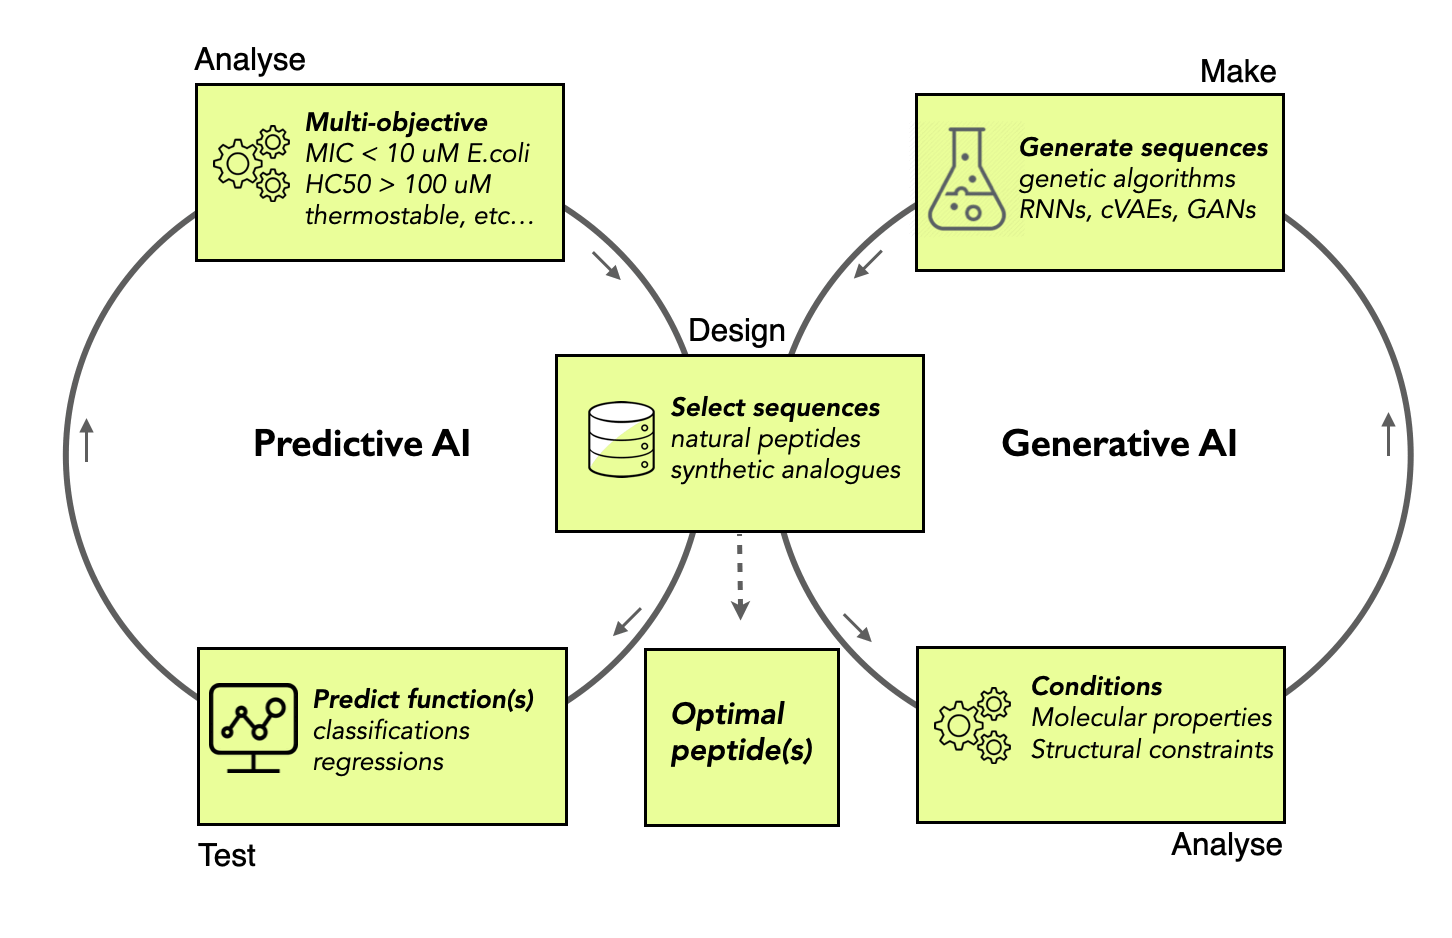 Analyse
Multi-objective
MIC < 10 uM E.coli
HC50 > 100 uM
thermostable, etc...
Make
Generate sequences
genetic algorithms
RNNs, cVAEs, GANs
Design
Select sequences
natural peptides
synthetic analogues
Predictive AI
Generative AI
Predict function(s)
classifications
regressions
Test
Optimal
peptide(s)
Conditions
Molecular properties
Structural constraints
Analyse